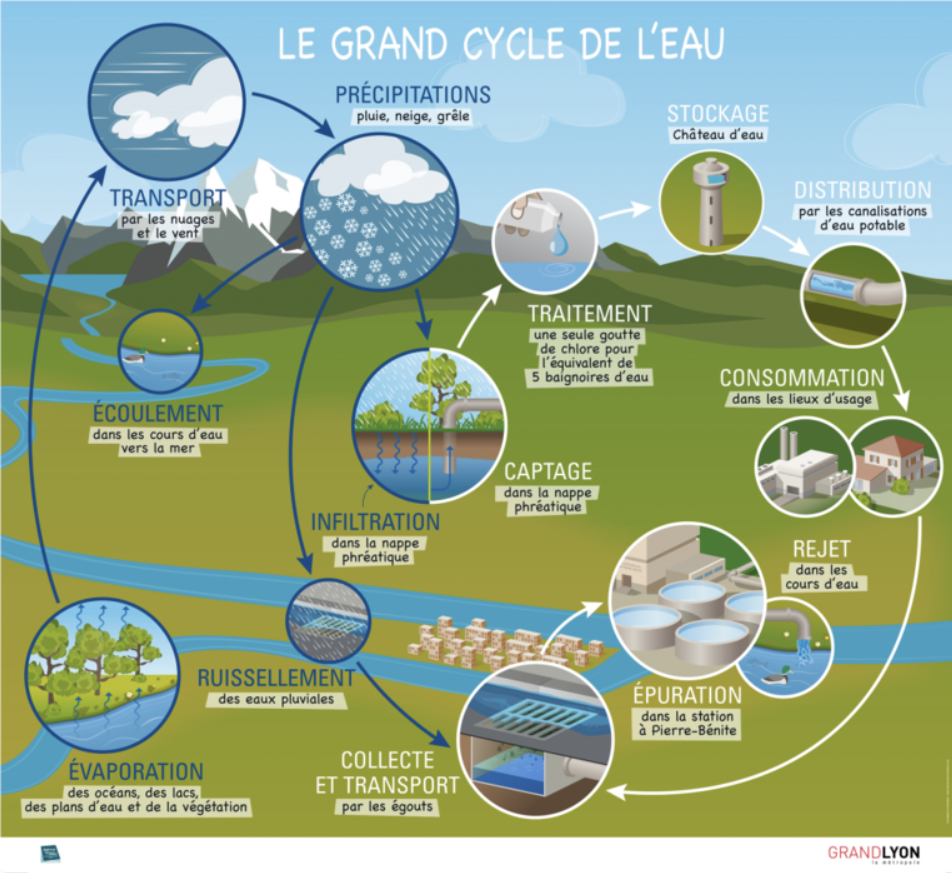 LE GRAND CYCLE DE L'EAU
PRÉCIPITATIONS
pluie, neige, grêle
STOCKAGE
Château d'eau
TRANSPORT
par les nuages
et le vent
DISTRIBUTION
par les canalisations
d'eau potable
TRAITEMENT
une seule goutte
de chlore pour
l'équivalent de
5 baignoires d'eau
CONSOMMATION
dans les lieux d'usage
ÉCOULEMENT
dans les cours d'eau
vers la mer
CAPTAGE
dans la nappe
phréatique
INFILTRATION
dans la nappe
phréatique
REJET
dans les
cours d'eau
RUISSELLEMENT
des eaux pluviales
ÉPURATION
dans la station
à Pierre-Bénite
ÉVAPORATION
des océans, des lacs,
des plans d'eau et de la végétation
COLLECTE
ET TRANSPORT
par les égouts
GRANDLYON
la métropole